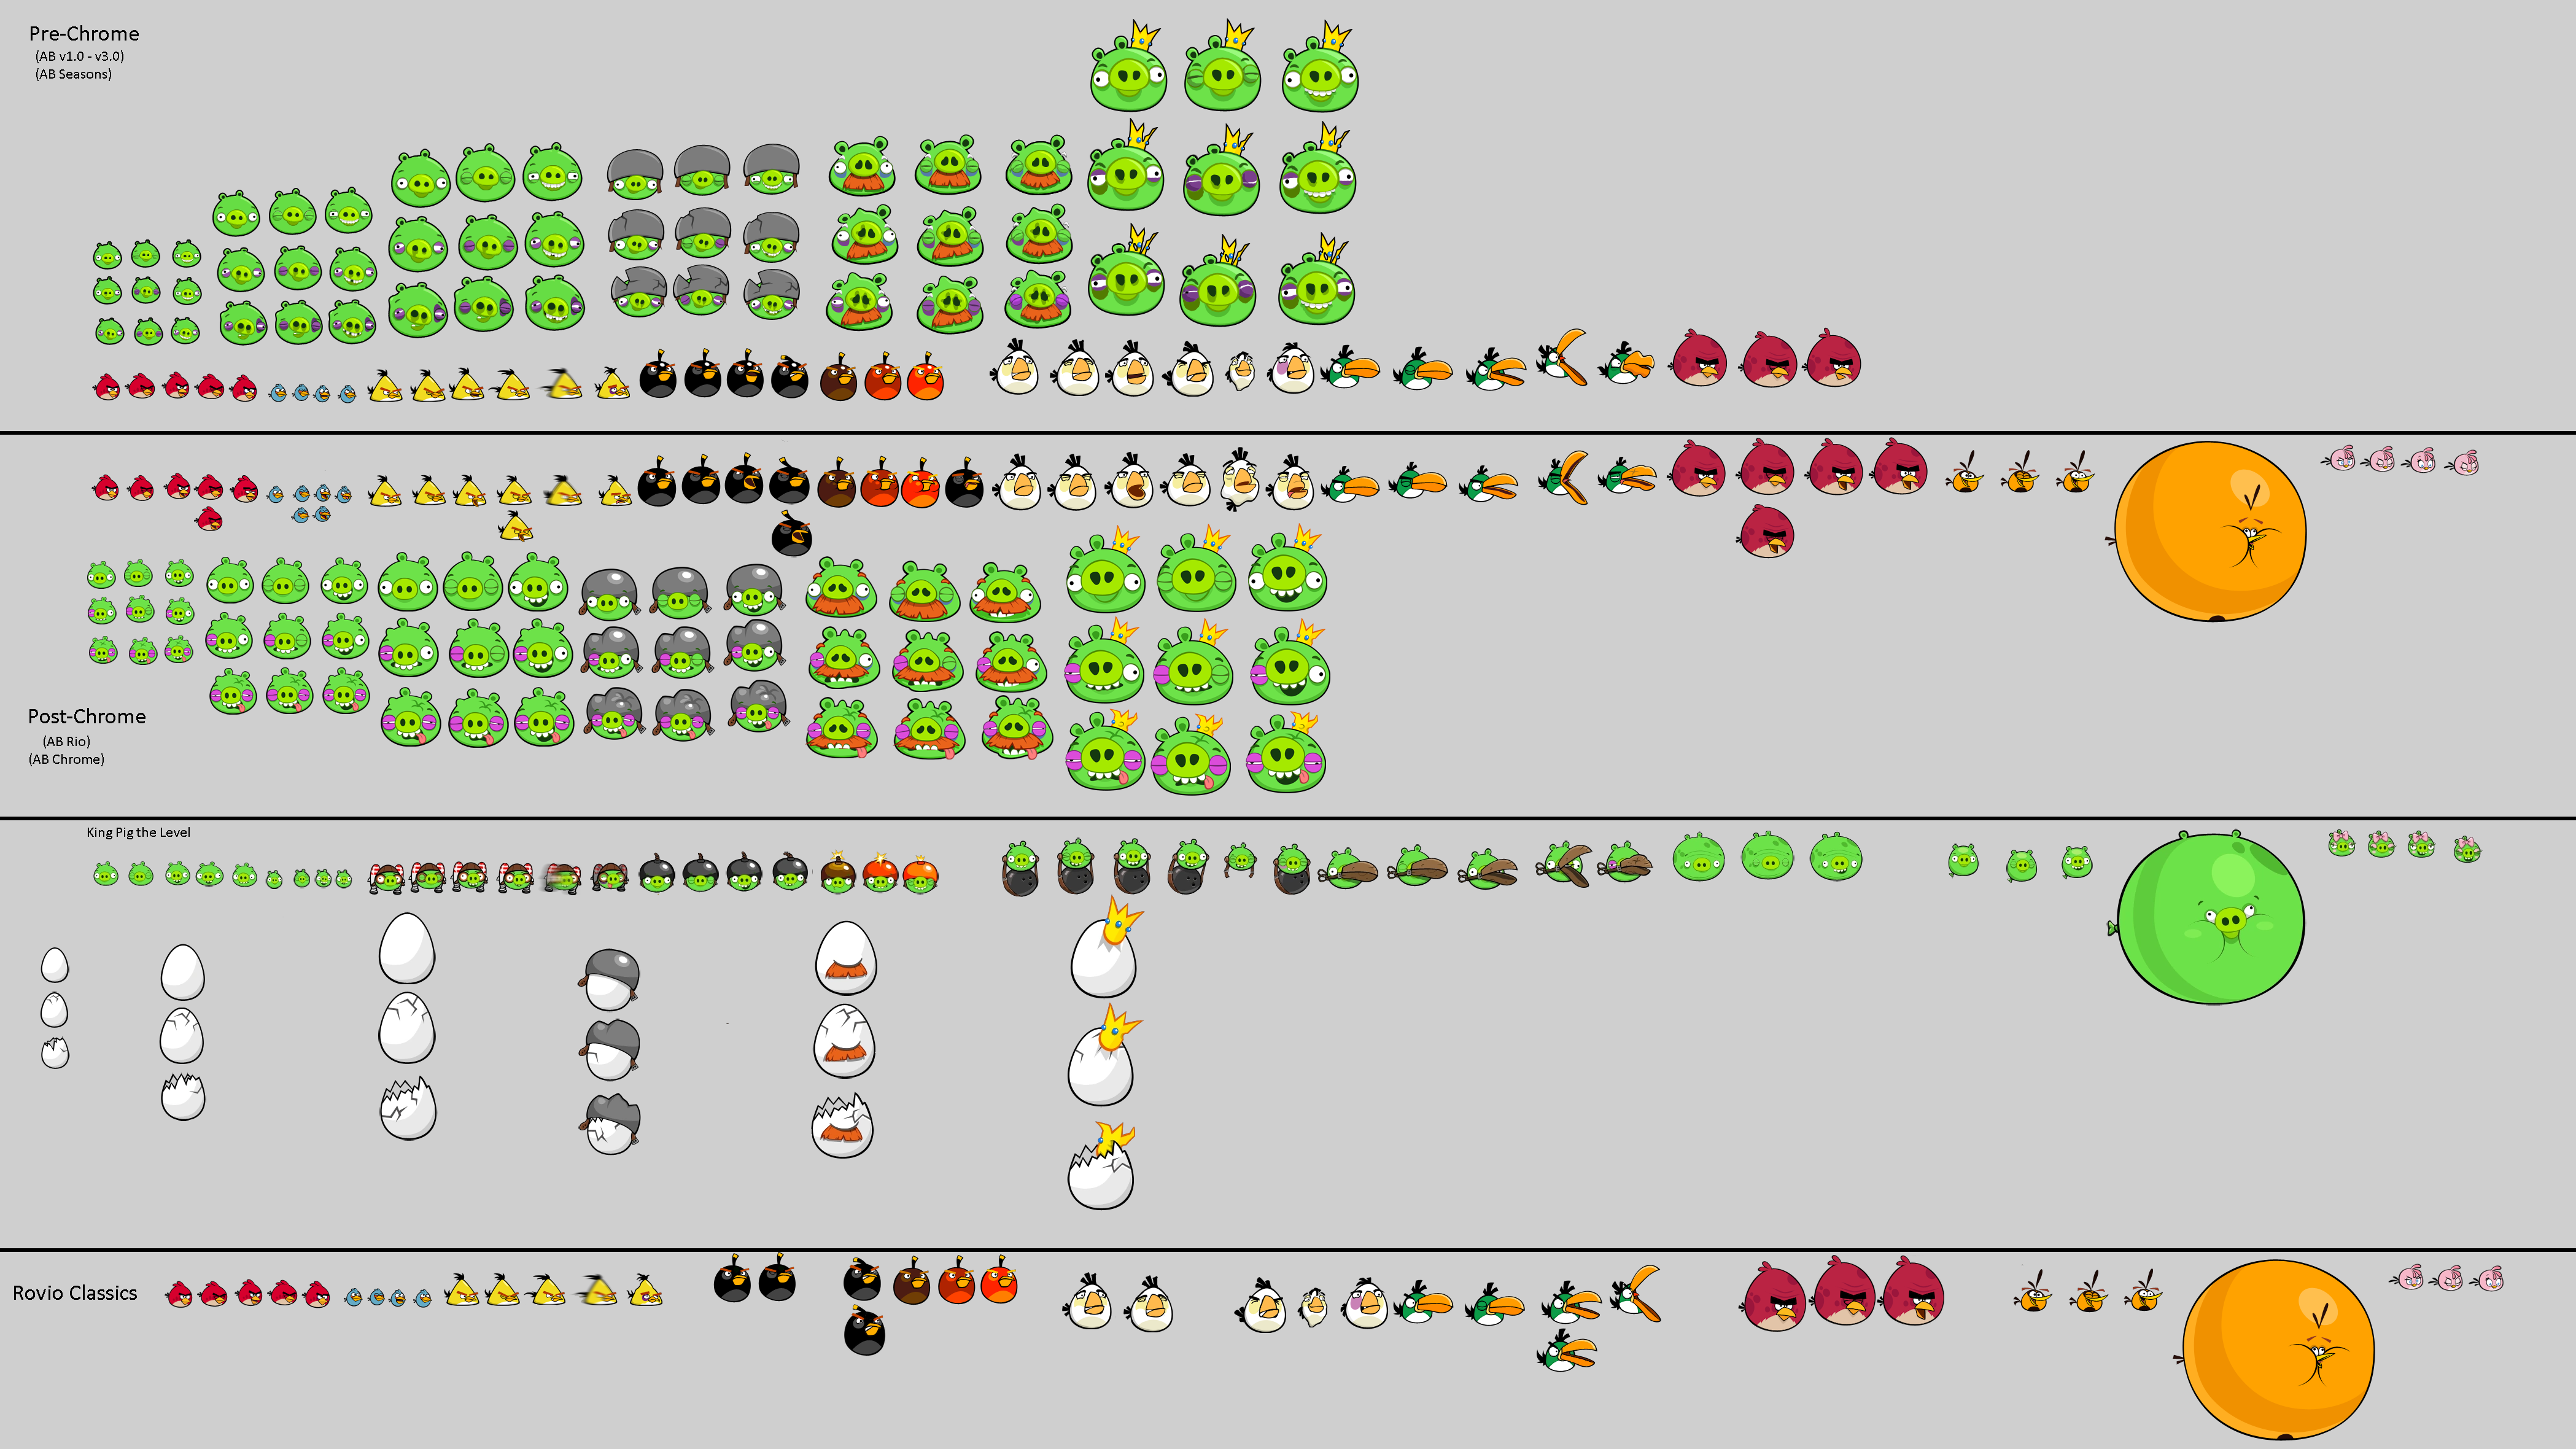 Pre-Chrome
(AB v1.0 - v3.0)
(AB Seasons)
Post-Chrome
(AB Rio)
(AB Chrome)
King Pig the Level
Rovio Classics